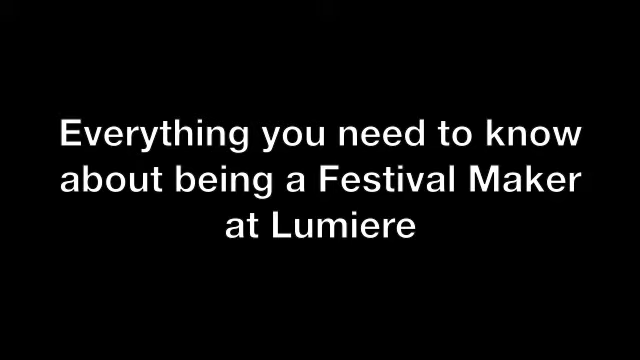 Everything you need to know
about being a Festival Maker
at Lumiere